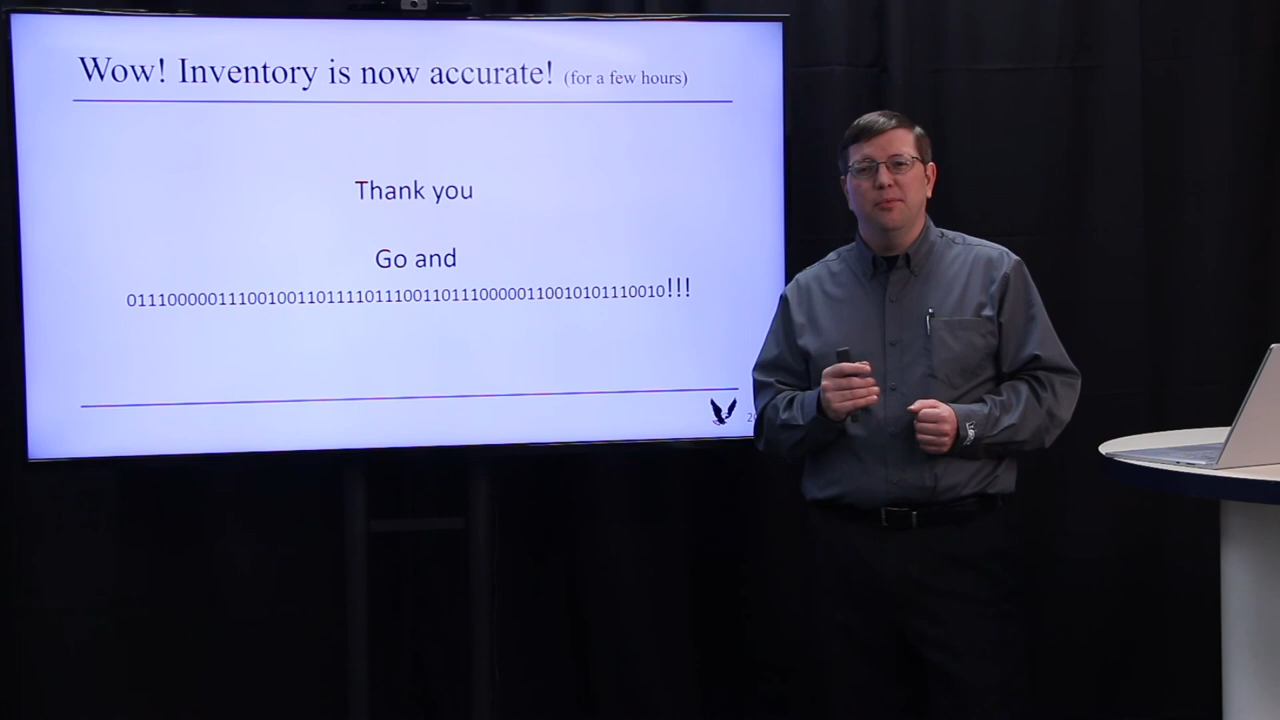 Wow! Inventory is now accurate! (for a few hours)
Thank you
Go and
01110000011100100110111101110011011100000110010101110010!!!